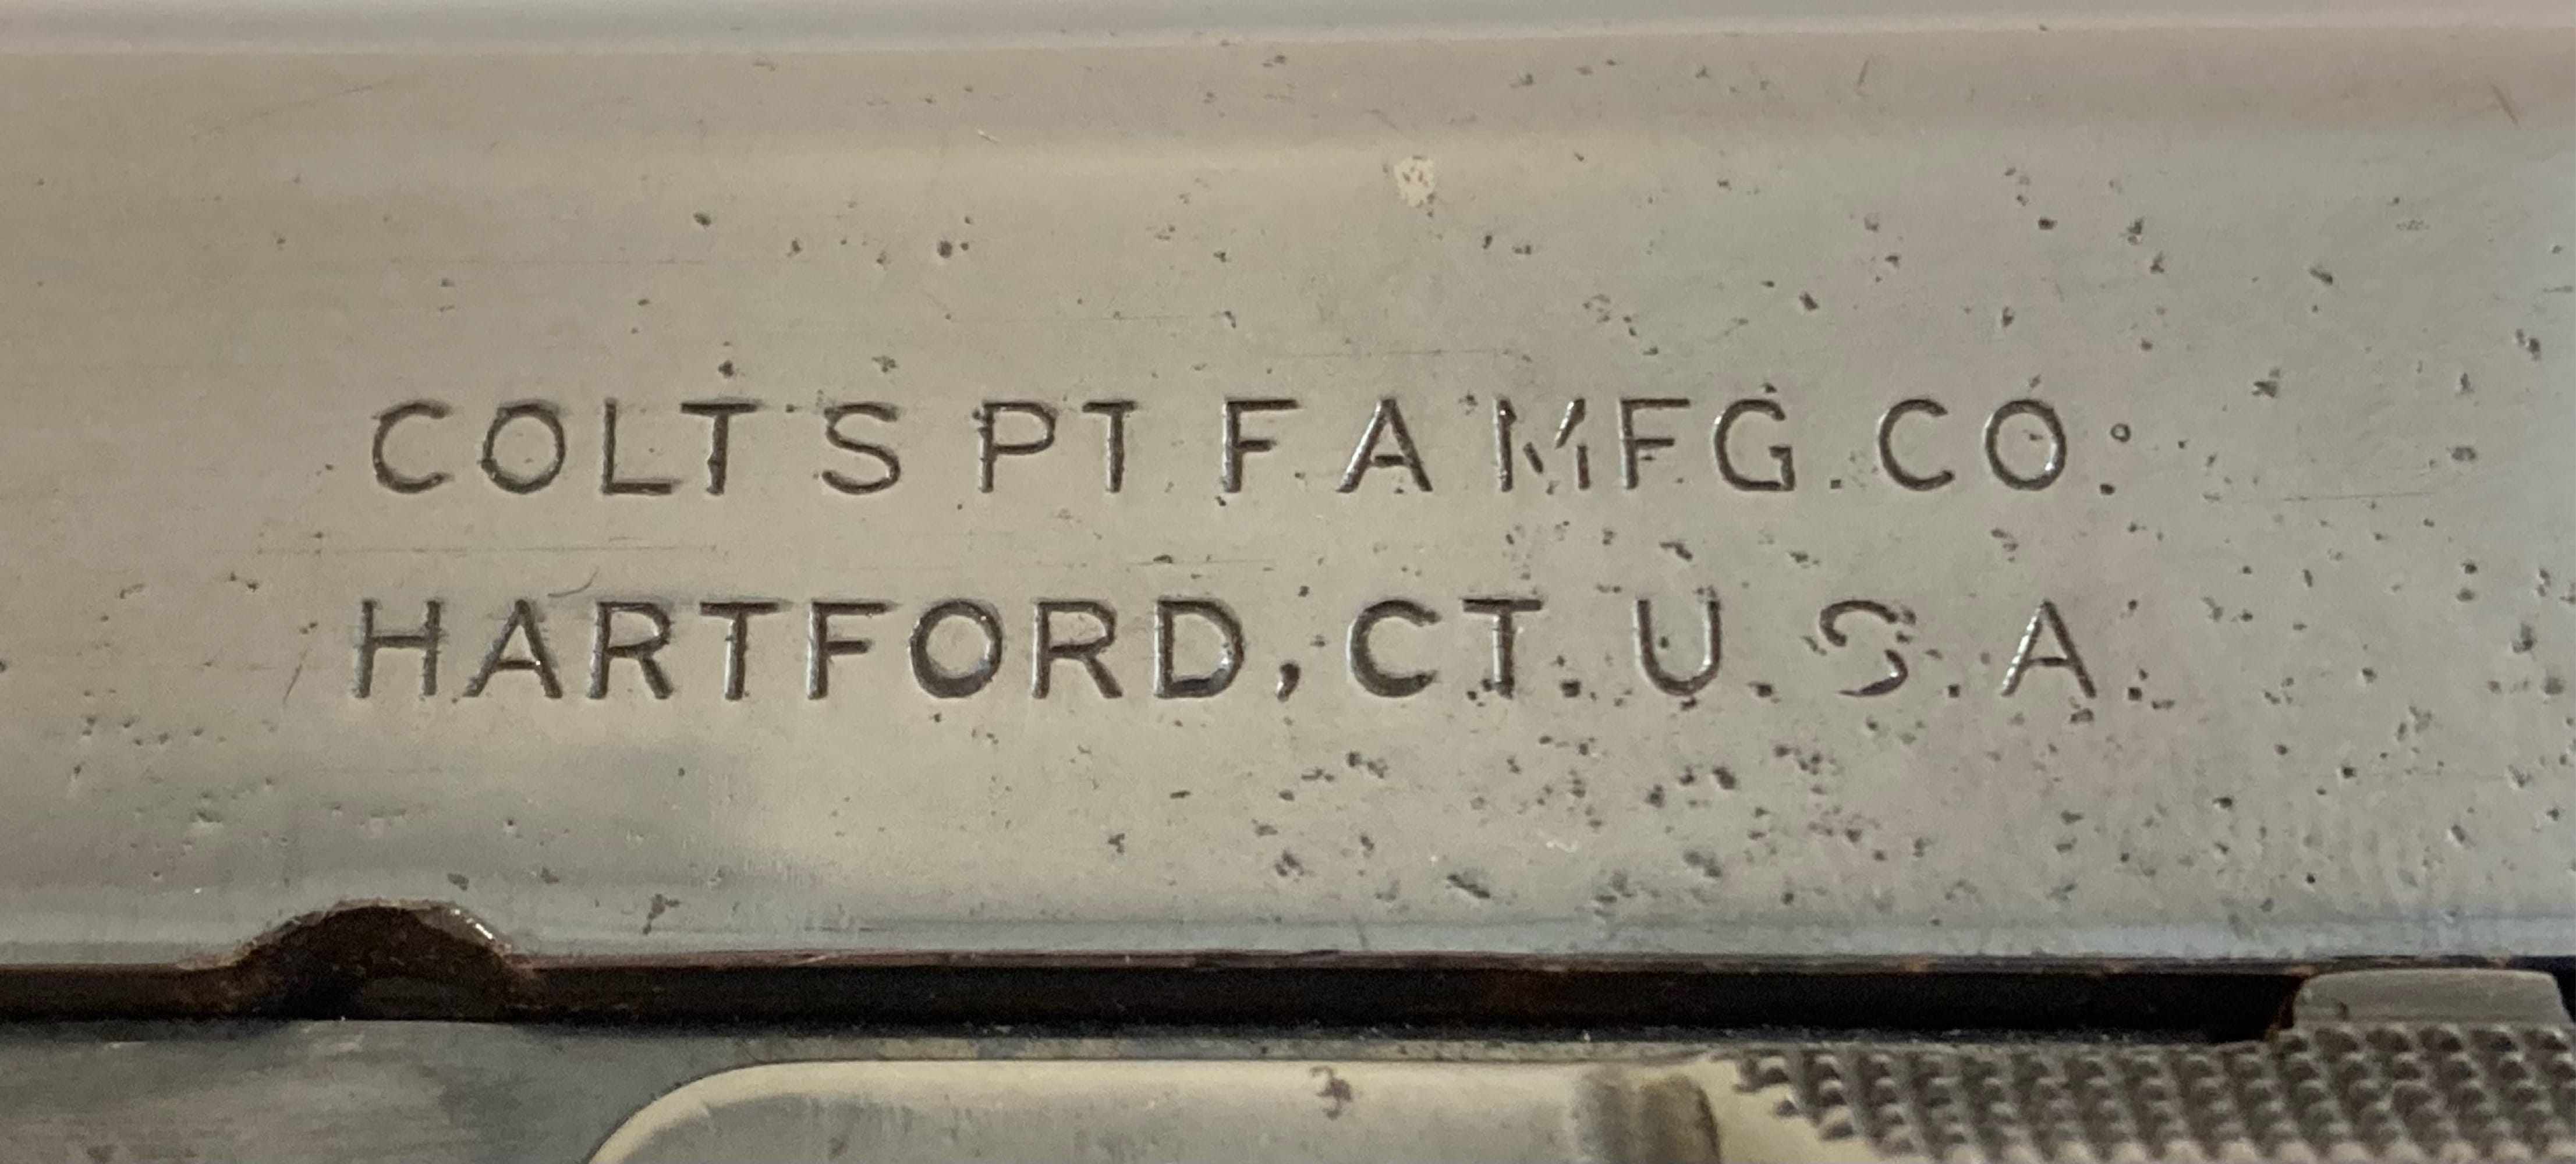 COLT'S PT F A MFG. CO.
HARTFORD, CT. U.S.A.